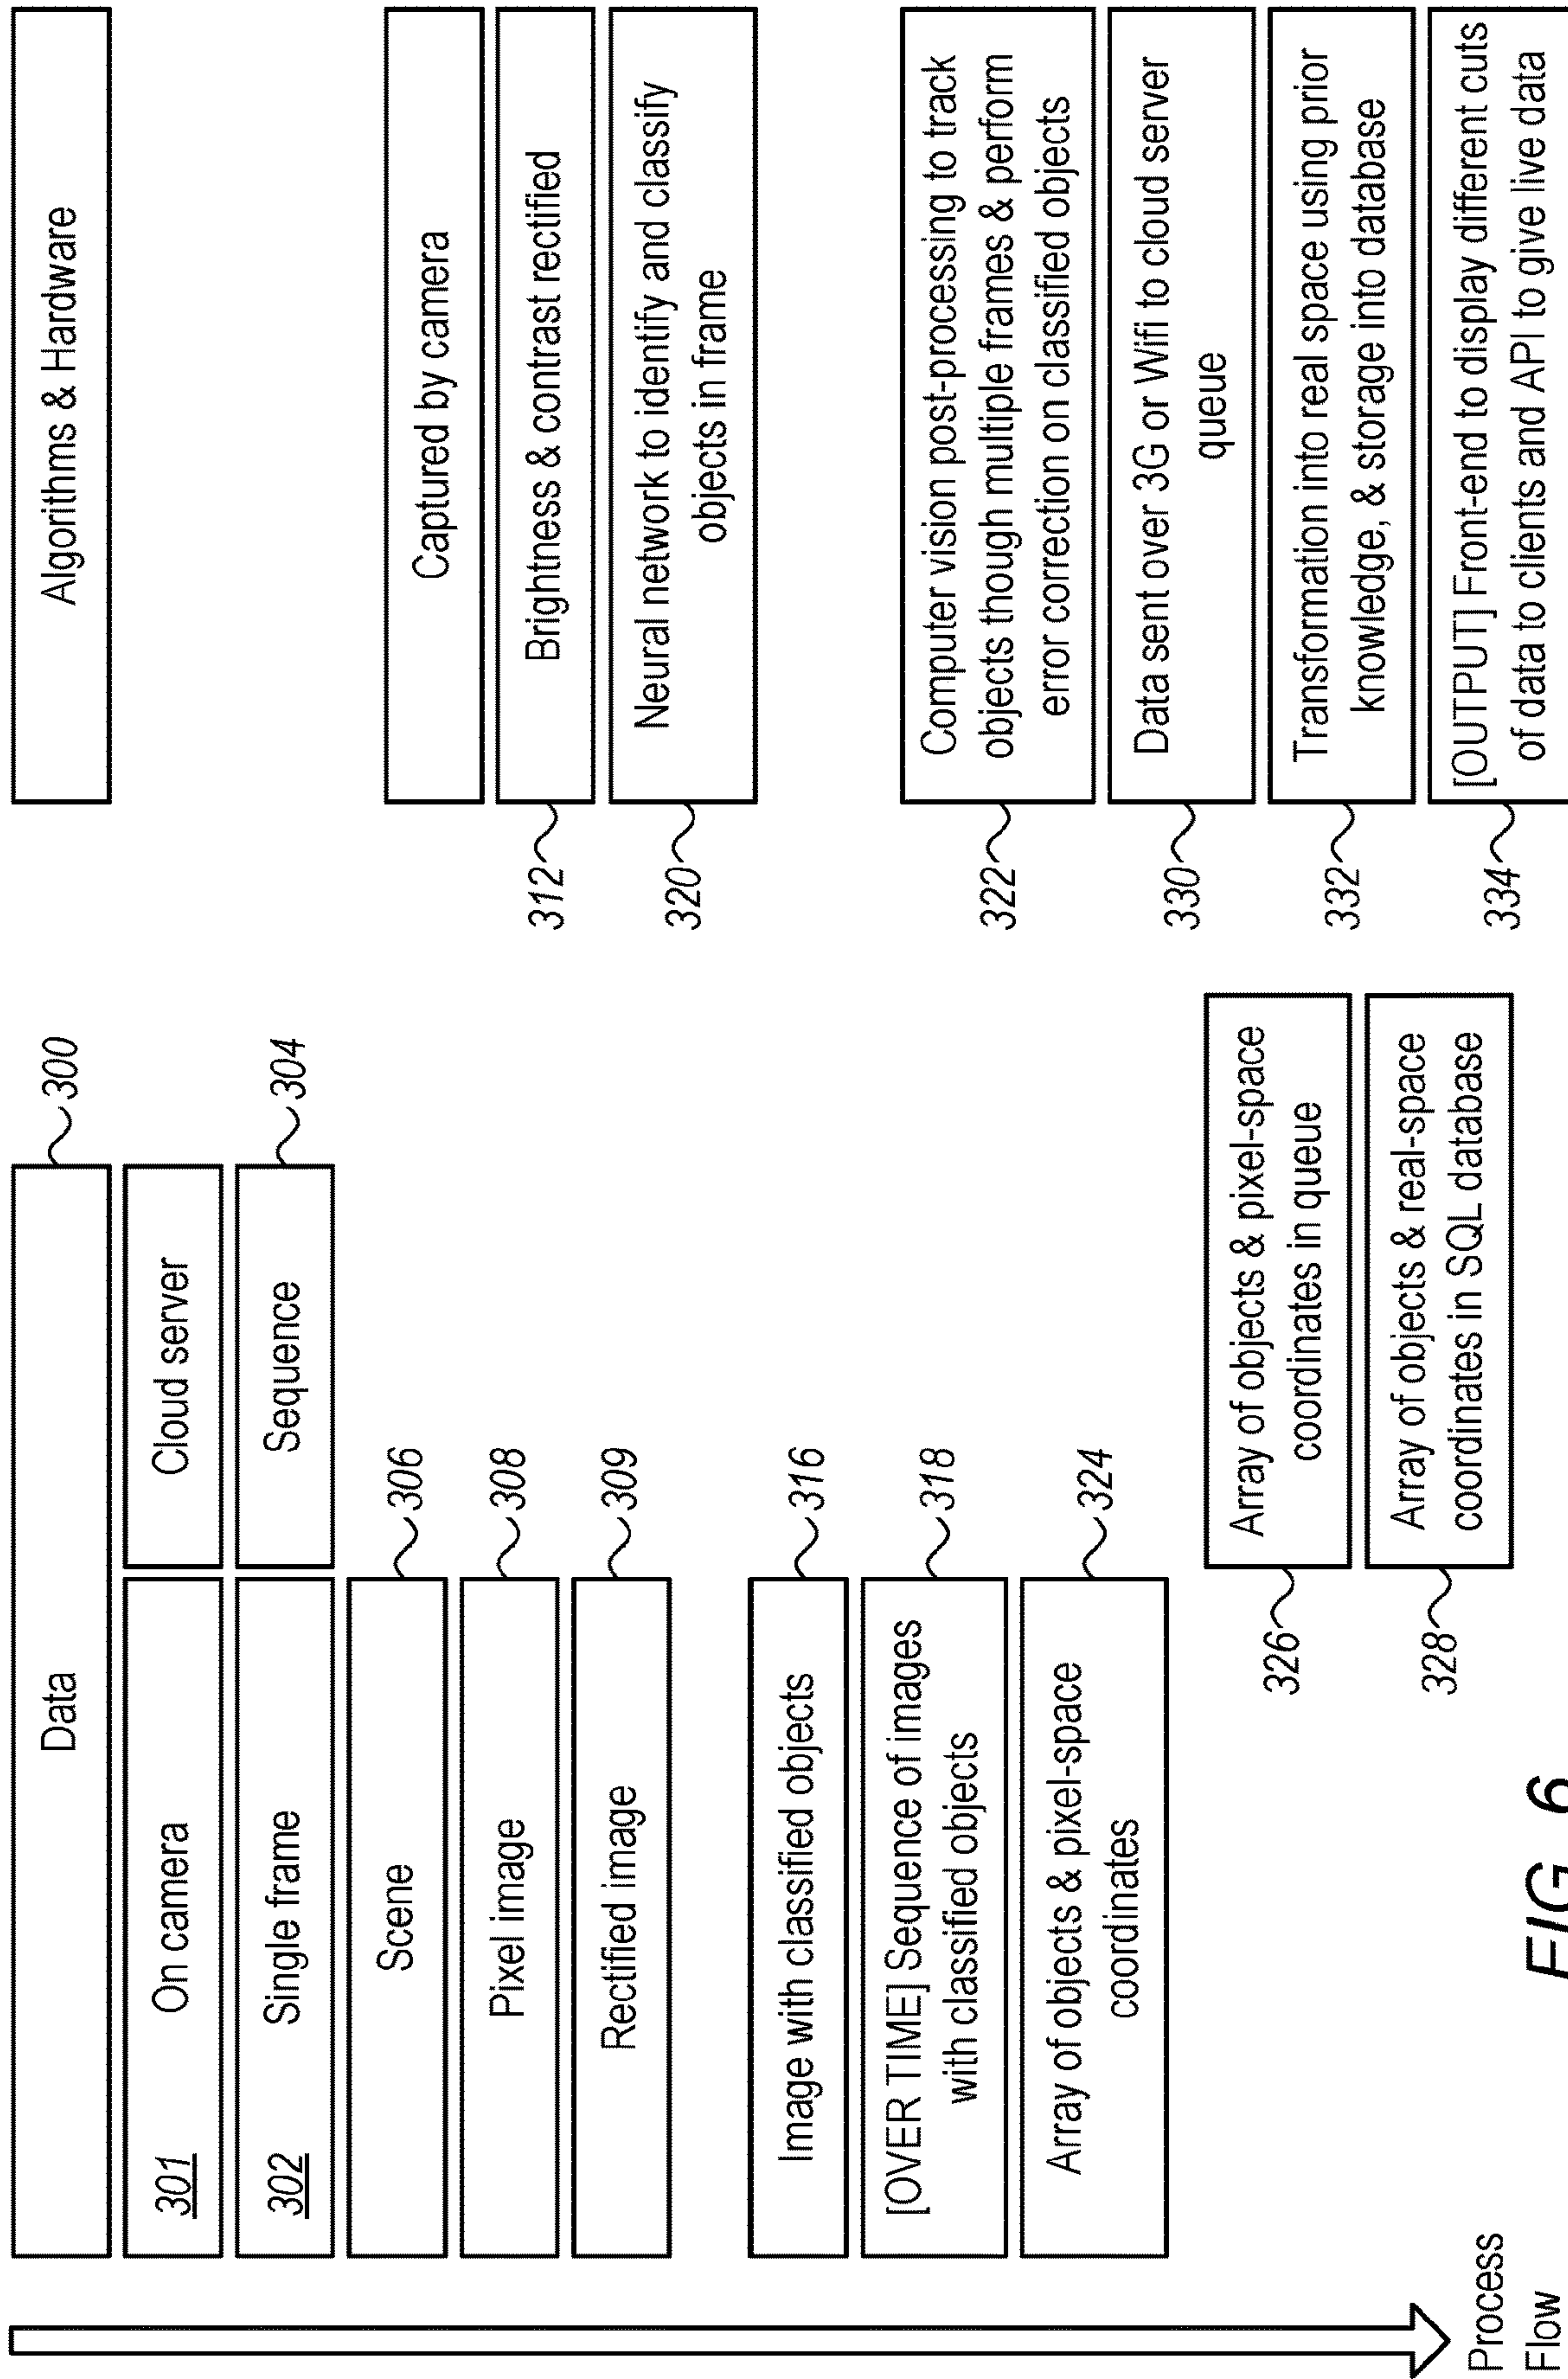 Data
300
Algorithms & Hardware
301
On camera
Cloud server
302
Single frame
Sequence
304
Scene
306
Captured by camera
Pixel image
308
312
Brightness & contrast rectified
Rectified image
309
320
Neural network to identify and classify
objects in frame
Image with classified objects
316
[OVER TIME] Sequence of images
with classified objects
318
322
Computer vision post-processing to track
objects though multiple frames & perform
error correction on classified objects
Array of objects & pixel-space
coordinates
324
330
Data sent over 3G or Wifi to cloud server
queue
326
Array of objects & pixel-space
coordinates in queue
332
Transformation into real space using prior
knowledge, & storage into database
328
Array of objects & real-space
coordinates in SQL database
334
[OUTPUT] Front-end to display different cuts
of data to clients and API to give live data
Process
Flow
FIG. 6